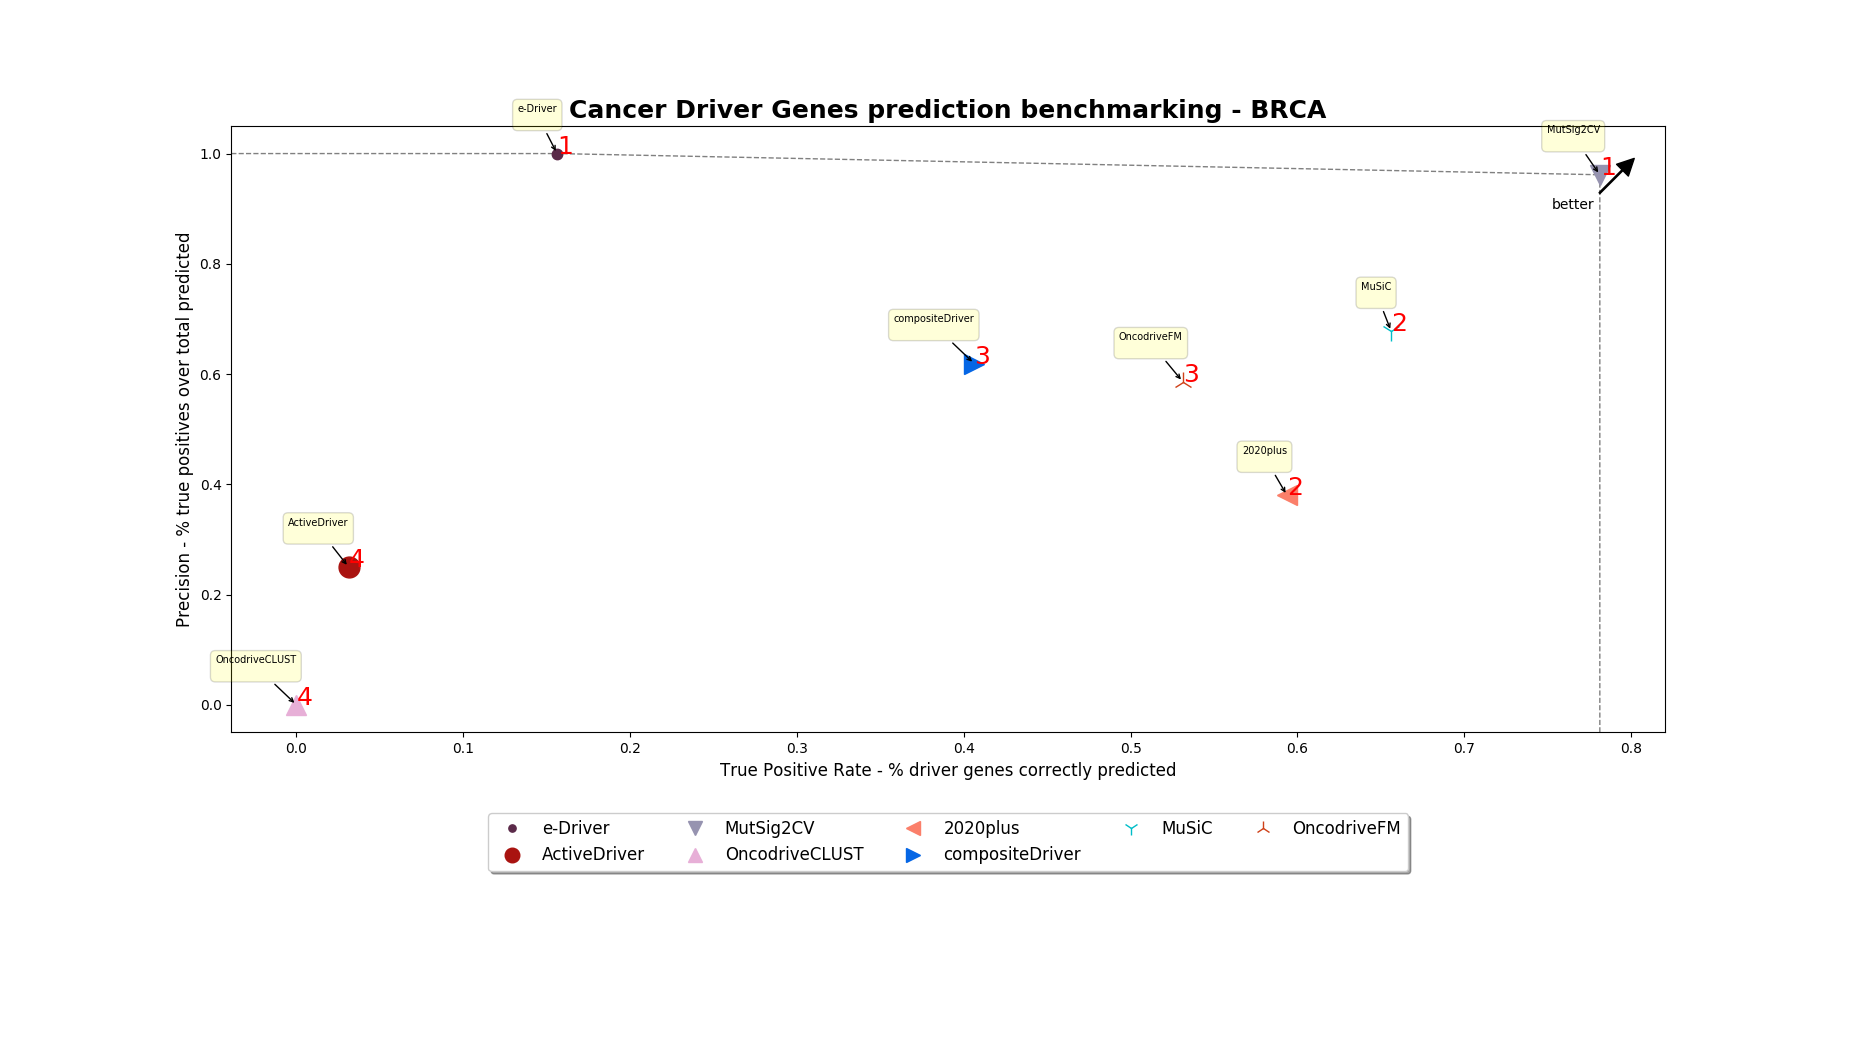 Cancer Driver Genes prediction benchmarking - BRCA
e-Driver
1
MutSig2CV
1
better
MuSiC
2
compositeDriver
3
OncodriveFM
3
2020plus
2
ActiveDriver
4
OncodriveCLUST
4
Precision - % true positives over total predicted
1.0
0.8
0.6
0.4
0.2
0.0
0.0 0.1 0.2 0.3 0.4 0.5 0.6 0.7 0.8
True Positive Rate - % driver genes correctly predicted
e-Driver MutSig2CV 2020plus MuSiC OncodriveFM
ActiveDriver OncodriveCLUST compositeDriver